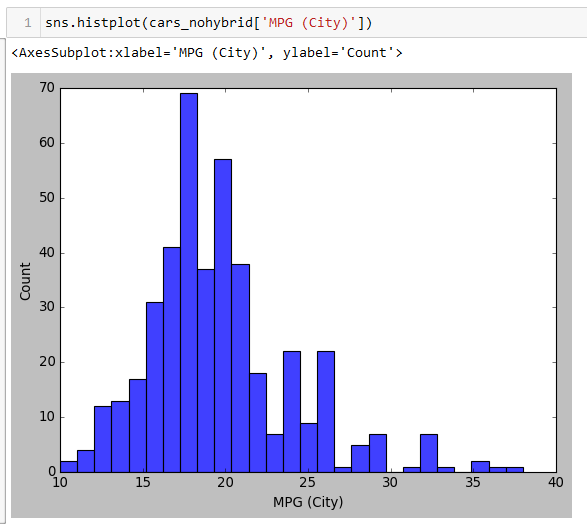 1 sns.histplot(cars_nohybrid['MPG (City)'])
<AxesSubplot:xlabel='MPG (City)', ylabel='Count'>
70
60
50
40
30
20
10
0
Count
10 15 20 25 30 35 40
MPG (City)